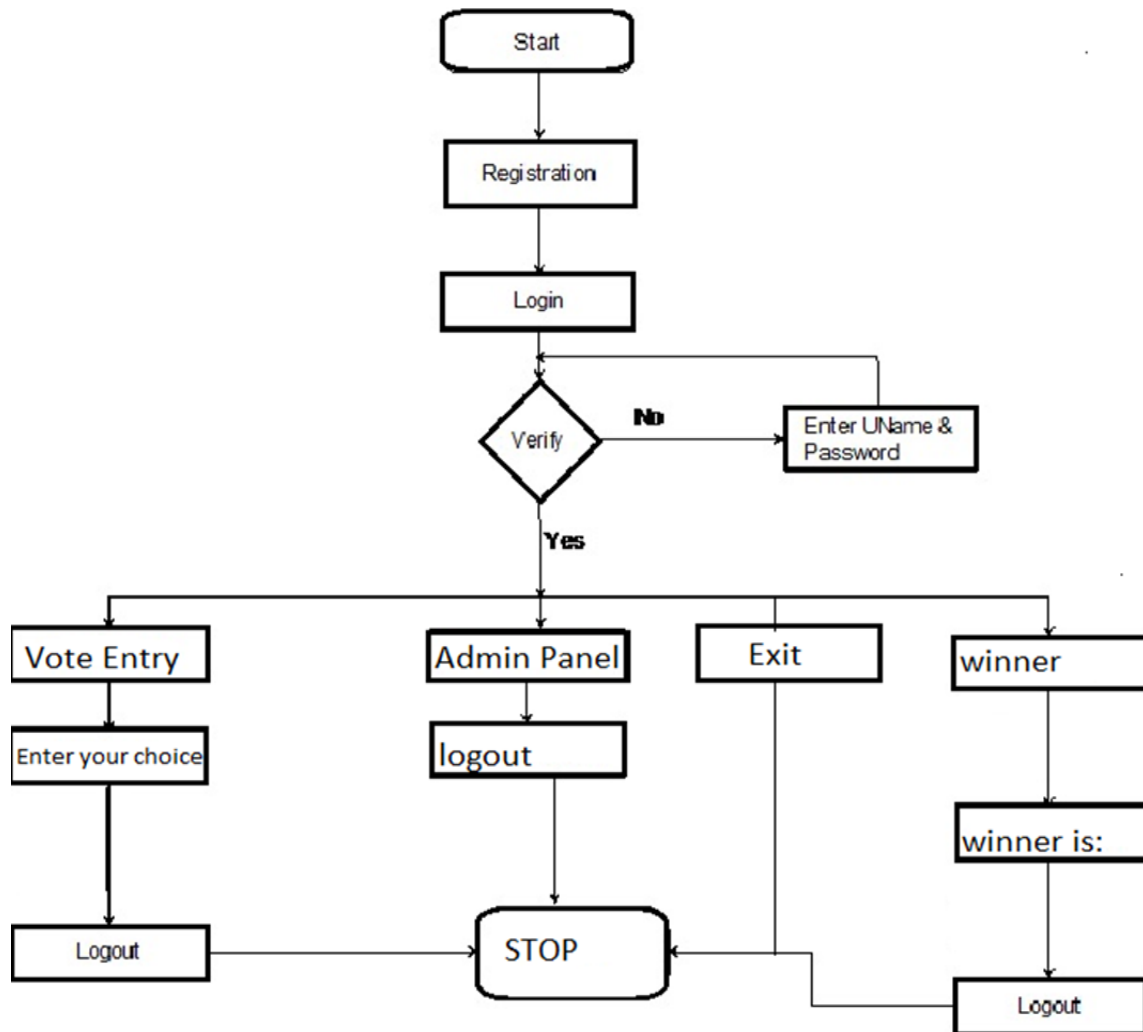 Start
Registration
Login
Verify
No
Enter UName &
Password
Yes
Vote Entry
Admin Panel
Exit
winner
Enter your choice
logout
winner is:
Logout
STOP
Logout